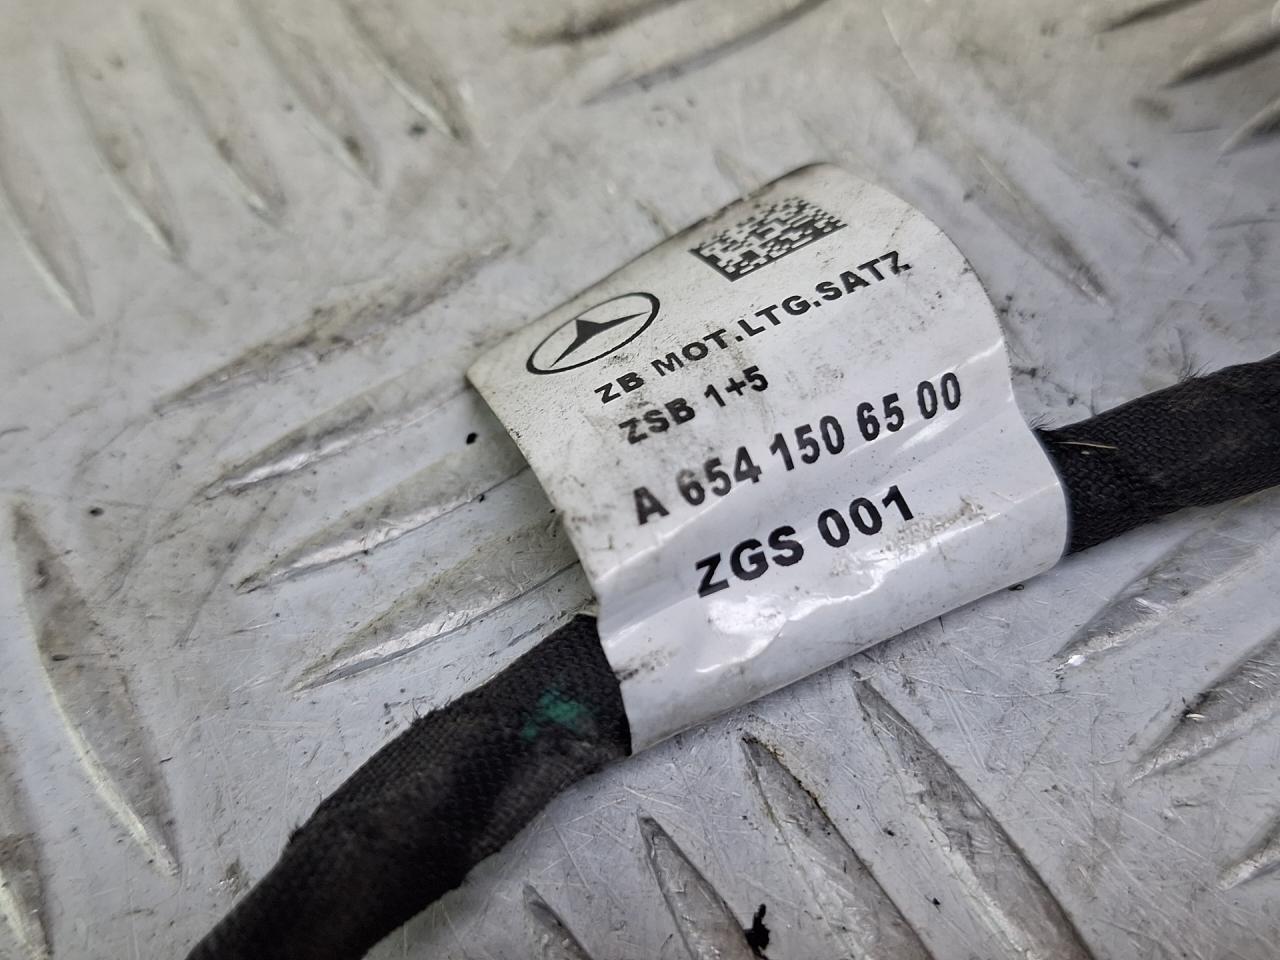 ZB MOT.LTG.SATZ
ZSB 1+5
A 654 150 65 00
ZGS 001